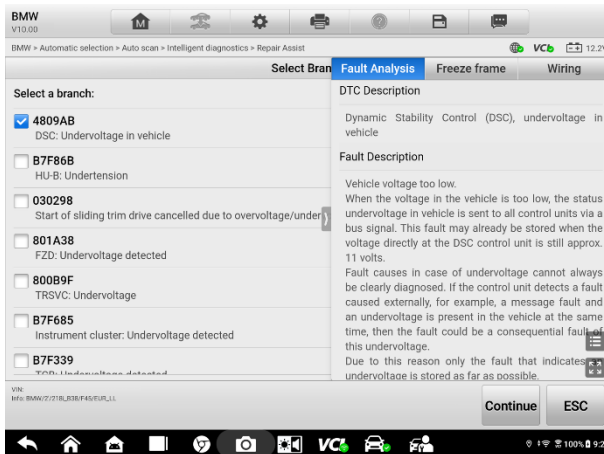 BMW
V10.00
BMW > Automatic selection > Auto scan > Intelligent diagnostics > Repair Assist
VCI 12.2V
Select Bran
Fault Analysis
Freeze frame
Wiring
Select a branch:
4809AB
DSC: Undervoltage in vehicle
B7F86B
HU-B: Undertension
030298
Start of sliding trim drive cancelled due to overvoltage/under
801A38
FZD: Undervoltage detected
800B9F
TRSVC: Undervoltage
B7F685
Instrument cluster: Undervoltage detected
B7F339
DTC Description
Dynamic Stability Control (DSC), undervoltage in
vehicle
Fault Description
Vehicle voltage too low.
When the voltage in the vehicle is too low, the status
undervoltage in vehicle is sent to all control units via a
bus signal. This fault may already be stored when the
voltage directly at the DSC control unit is still approx.
11 volts.
Fault causes in case of undervoltage cannot always
be clearly diagnosed. If the control unit detects a fault
caused externally, for example, a message fault and
an undervoltage is present in the vehicle at the same
time, then the fault could be a consequential fault of
this undervoltage.
Due to this reason only the fault that indicates
undervoltage is stored as far as possible.
VIN:
Info: BMW/2'/218i_B38/F45/EUR_LL
Continue
ESC
VCI
100% 9:2